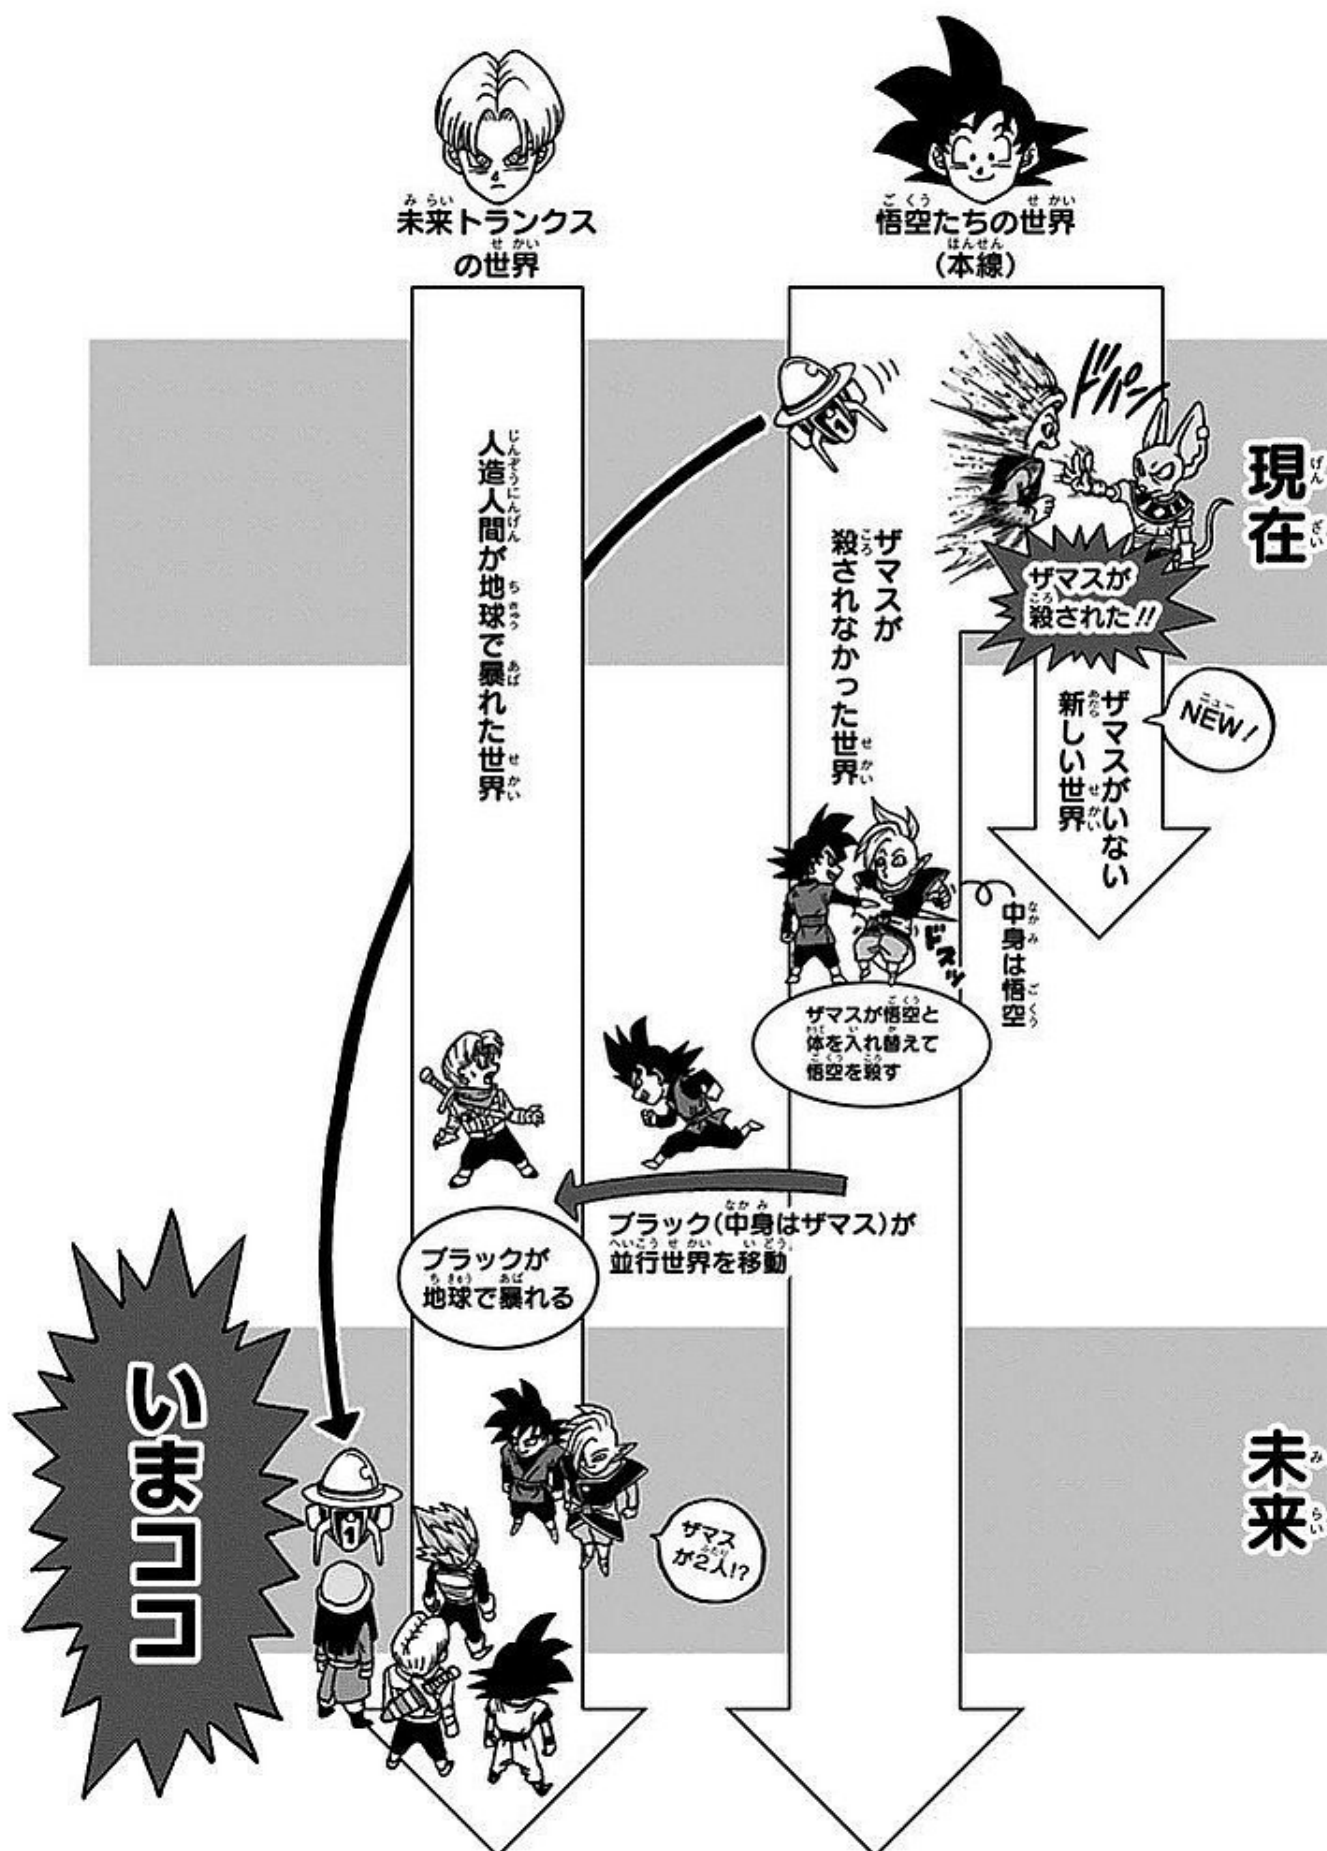 未来トランクス
の世界
悟空たちの世界
(本線)
現在
ドパーン
ザマスが
殺された!!
NEW!
ザマスがいない
新しい世界
ザマスが
殺されなかった世界
人造人間が地球で暴れた世界
1
ドスッ
中身は悟空
ザマスが悟空と
体を入れ替えて
悟空を殺す
ブラック(中身はザマス)が
並行世界を移動
ブラックが
地球で暴れる
未来
いまココ
1
ザマス
が2人!?